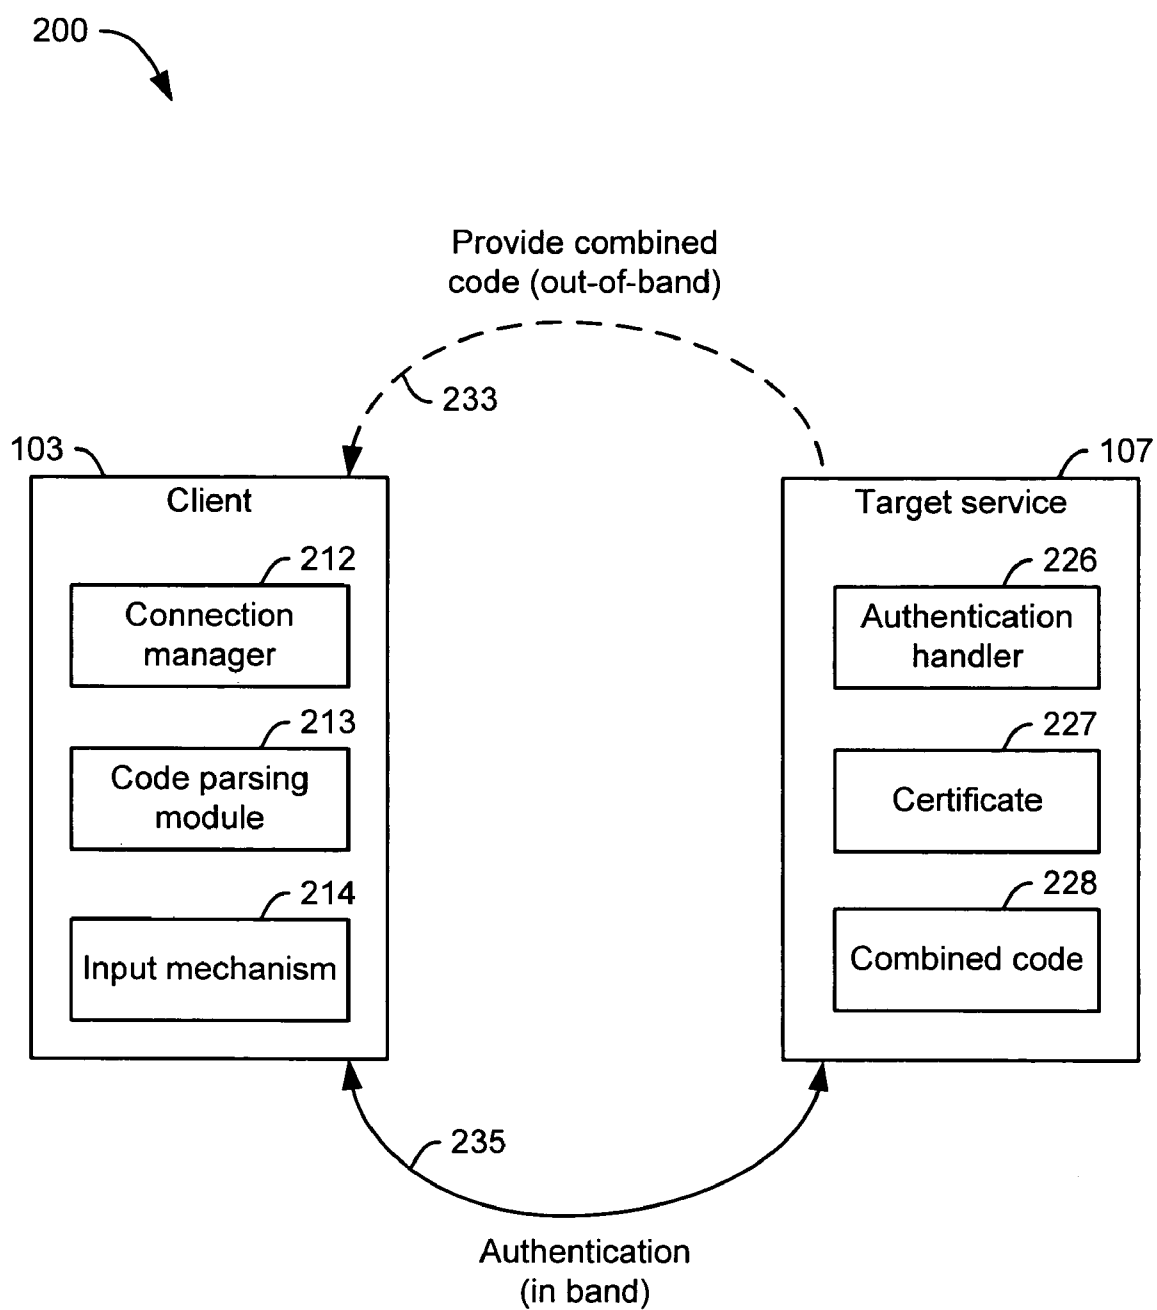 200
Provide combined
code (out-of-band)
233
103
107
Client
Target service
212
Connection
manager
226
Authentication
handler
213
Code parsing
module
227
Certificate
214
Input mechanism
228
Combined code
235
Authentication
(in band)